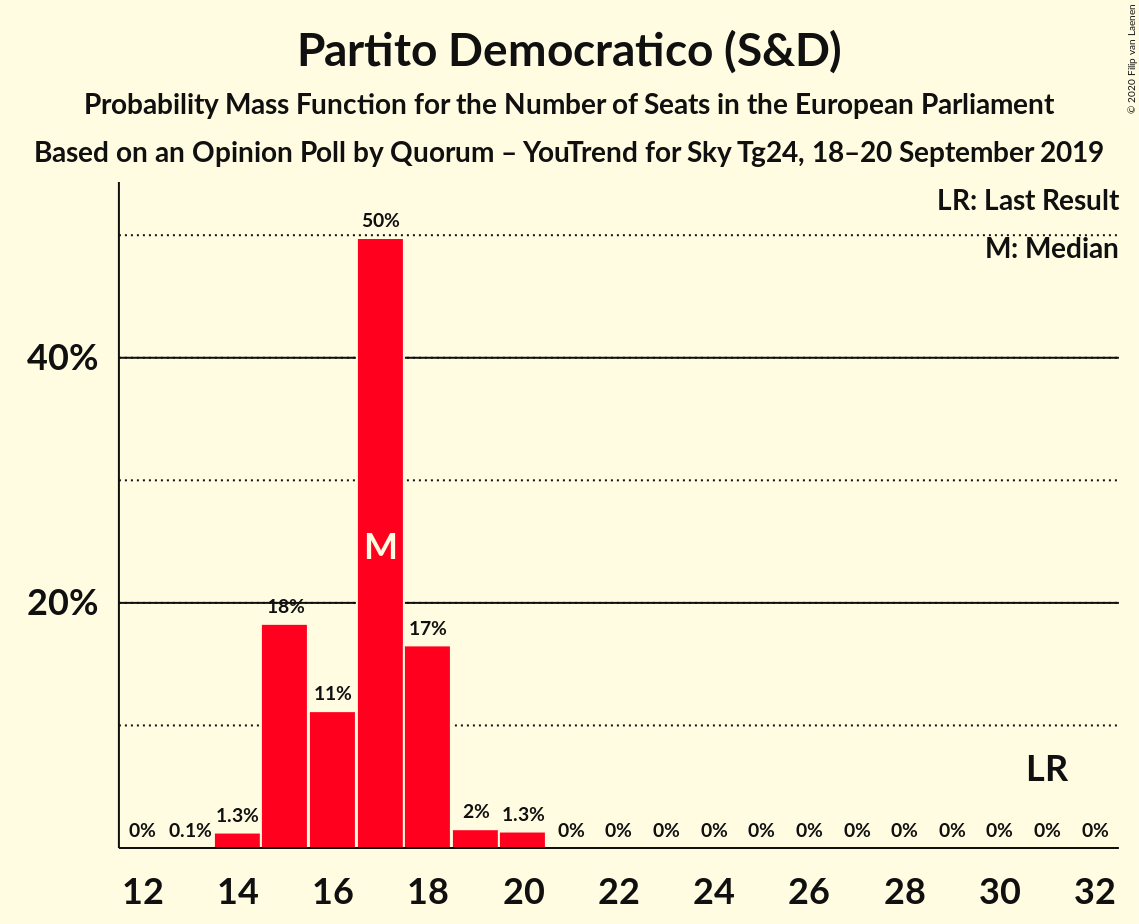 Partito Democratico (S&D)
Probability Mass Function for the Number of Seats in the European Parliament
Based on an Opinion Poll by Quorum – YouTrend for Sky Tg24, 18–20 September 2019
© 2020 Filip van Laenen
LR: Last Result
M: Median
50%
40%
20%
18%
17%
11%
M
LR
0% 0.1% 1.3% 2% 1.3% 0% 0% 0% 0% 0% 0% 0% 0% 0% 0% 0% 0%
12 14 16 18 20 22 24 26 28 30 32